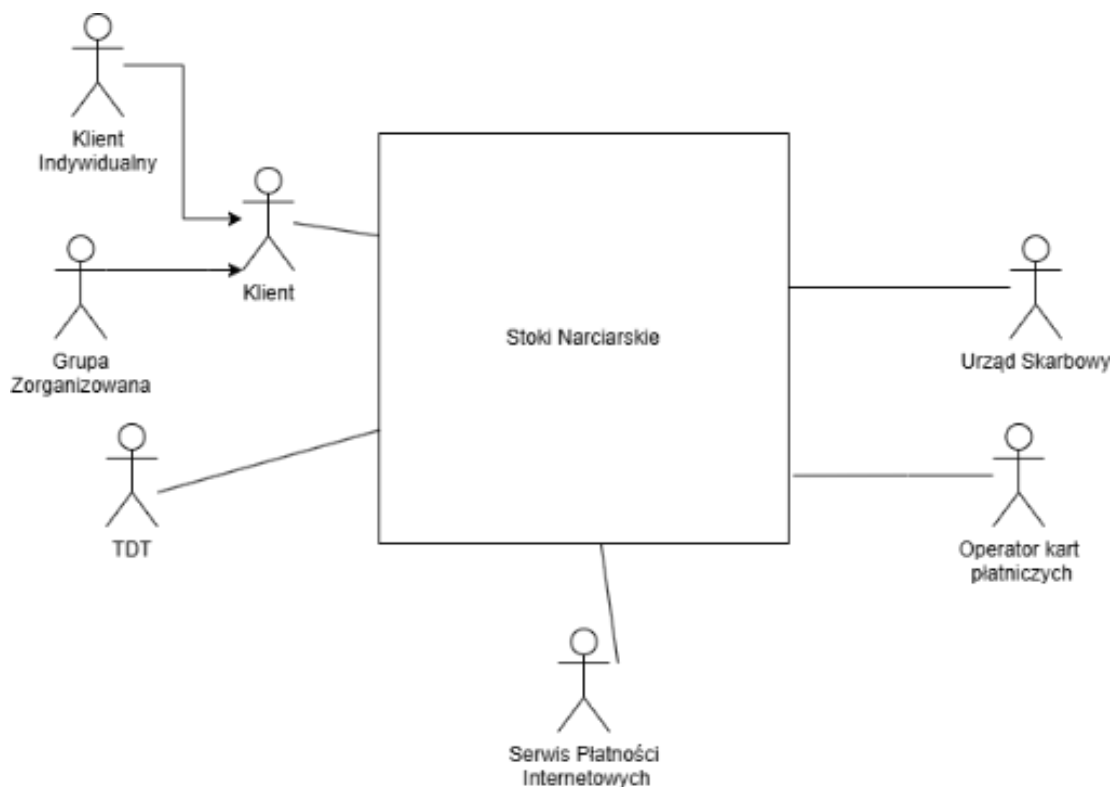 Klient
Indywidualny
Klient
Grupa
Zorganizowana
Stoki Narciarskie
Urząd Skarbowy
TDT
Operator kart
płatniczych
Serwis Płatności
Internetowych